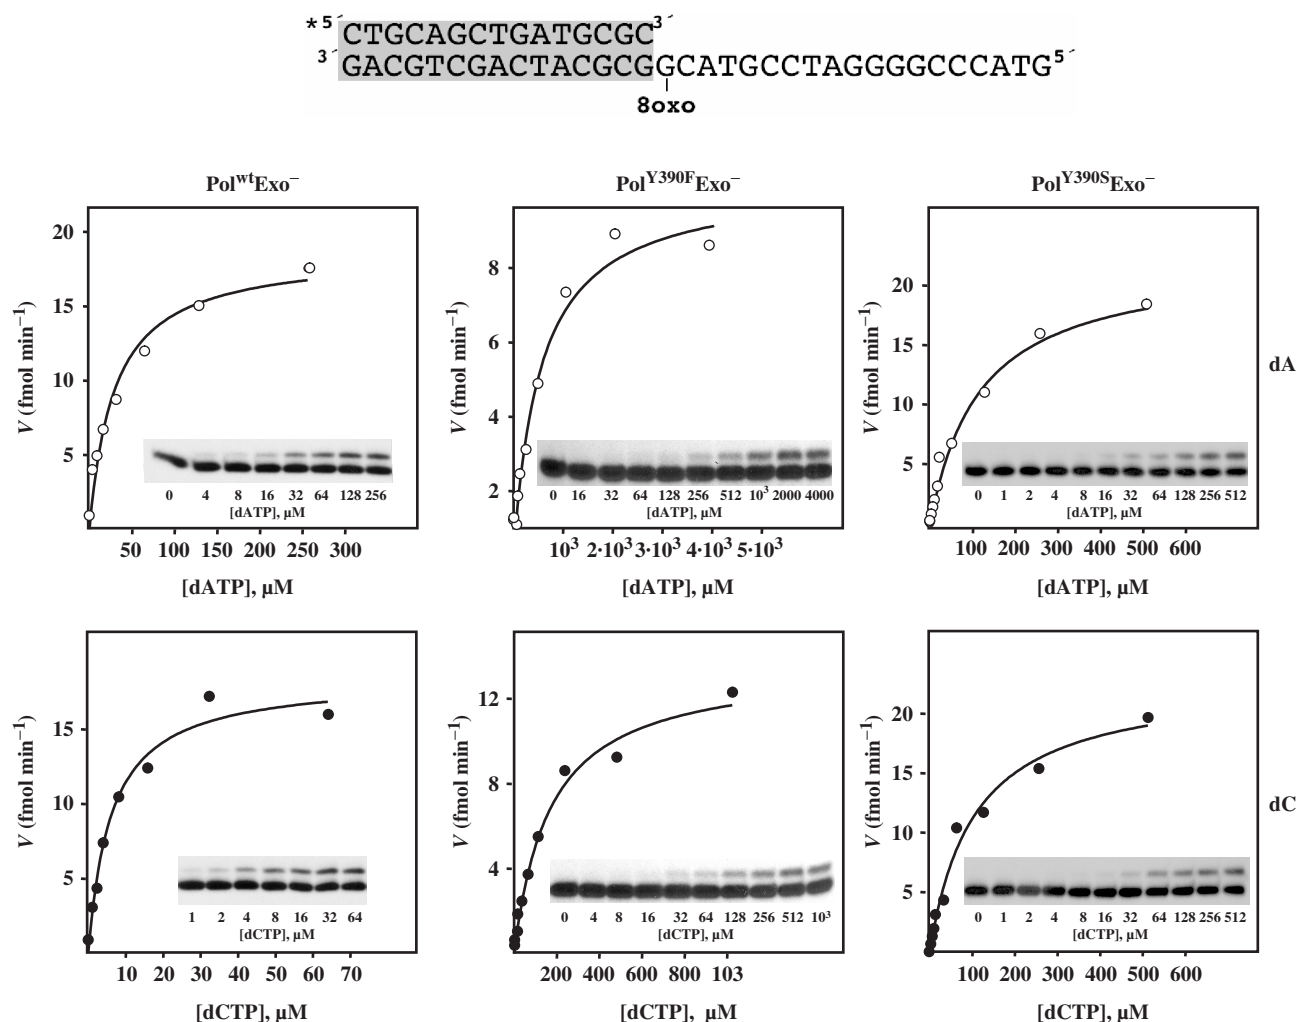 *5´CTGCAGCTGATGCGC3´
3´GACGTCGACTACGCGGCATGCCTAGGGGCCCATG5´
8oxo
PolwtExo– PolY390FExo– PolY390SExo–
V (fmol min–1)
20
15
10
5
0 4 8 16 32 64 128 256
[dATP], µM
50 100 150 200 250 300
[dATP], µM
V (fmol min–1)
8
6
4
2
0 16 32 64 128 256 512 10³ 2000 4000
[dATP], µM
10³ 2·10³ 3·10³ 4·10³ 5·10³
[dATP], µM
V (fmol min–1)
20
15
10
5
0 1 2 4 8 16 32 64 128 256 512
[dATP], µM
100 200 300 400 500 600
[dATP], µM
dA
V (fmol min–1)
15
10
5
1 2 4 8 16 32 64
[dCTP], µM
10 20 30 40 50 60 70
[dCTP], µM
V (fmol min–1)
12
8
4
0 4 8 16 32 64 128 256 512 10³
[dCTP], µM
200 400 600 800 103
[dCTP], µM
V (fmol min–1)
20
15
10
5
0 1 2 4 8 16 32 64 128 256 512
[dCTP], µM
100 200 300 400 500 600
[dCTP], µM
dC